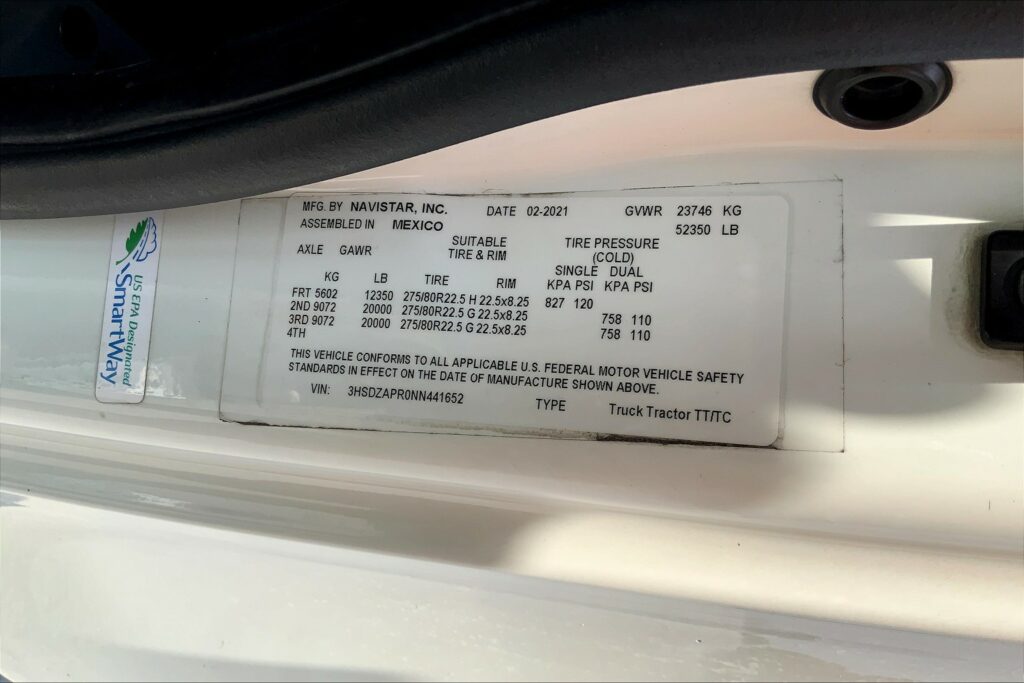 MFG. BY NAVISTAR, INC. DATE 02-2021 GVWR 23746 KG
ASSEMBLED IN MEXICO 52350 LB
AXLE GAWR SUITABLE TIRE & RIM TIRE PRESSURE (COLD)
SINGLE DUAL
KG LB TIRE RIM KPA PSI KPA PSI
FRT 5602 12350 275/80R22.5 H 22.5x8.25 827 120
2ND 9072 20000 275/80R22.5 G 22.5x8.25 758 110
3RD 9072 20000 275/80R22.5 G 22.5x8.25 758 110
4TH
THIS VEHICLE CONFORMS TO ALL APPLICABLE U.S. FEDERAL MOTOR VEHICLE SAFETY
STANDARDS IN EFFECT ON THE DATE OF MANUFACTURE SHOWN ABOVE.
VIN: 3HSDZAPR0NN441652 TYPE Truck Tractor TT/TC
US EPA Designated
SmartWay